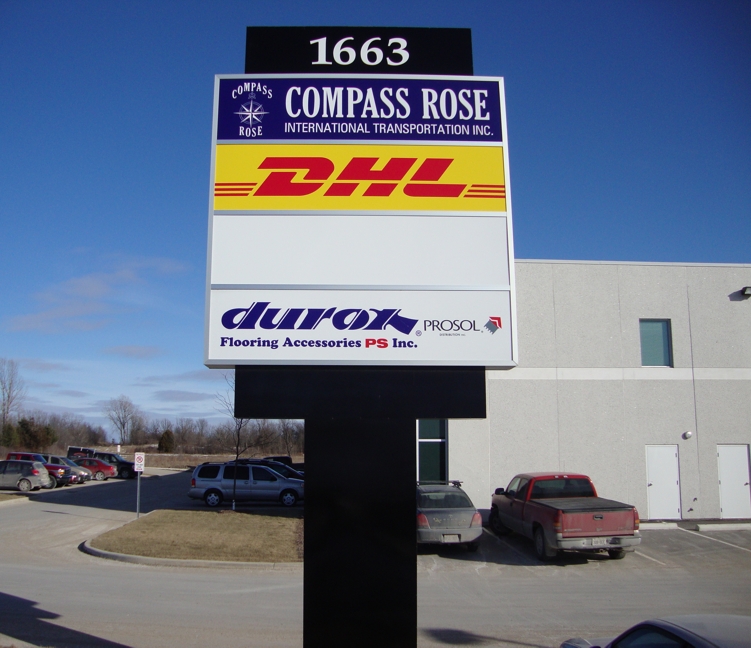 1663
COMPASS
ROSE
COMPASS ROSE
INTERNATIONAL TRANSPORTATION INC.
DHL
durox®
PROSOL
Flooring Accessories PS Inc.